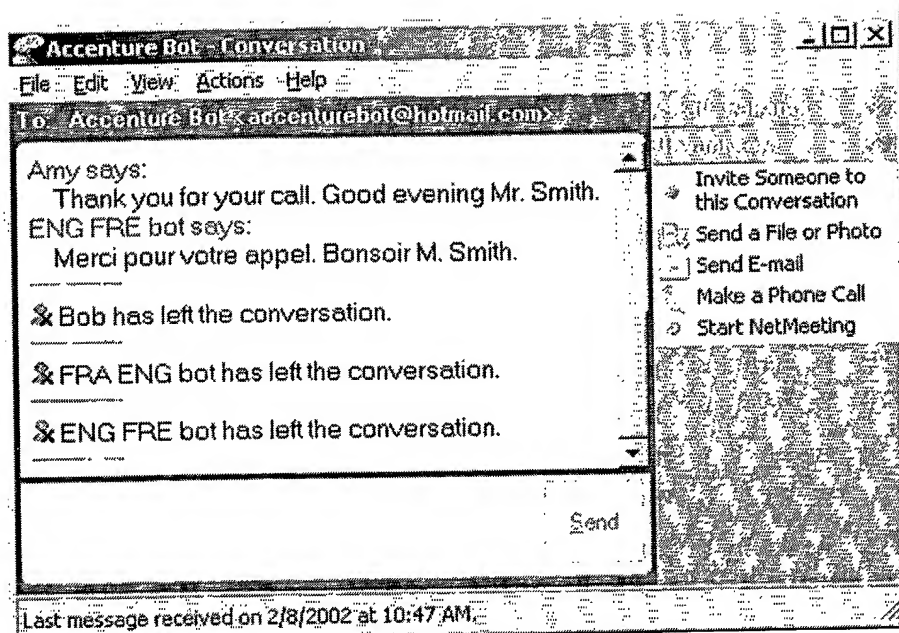 Accenture Bot - Conversation
File Edit View Actions Help
To: Accenture Bot <accenturebot@hotmail.com>
Amy says:
Thank you for your call. Good evening Mr. Smith.
ENG FRE bot says:
Merci pour votre appel. Bonsoir M. Smith.
Bob has left the conversation.
FRA ENG bot has left the conversation.
ENG FRE bot has left the conversation.
Send
Invite Someone to
this Conversation
Send a File or Photo
Send E-mail
Make a Phone Call
Start NetMeeting
Last message received on 2/8/2002 at 10:47 AM.